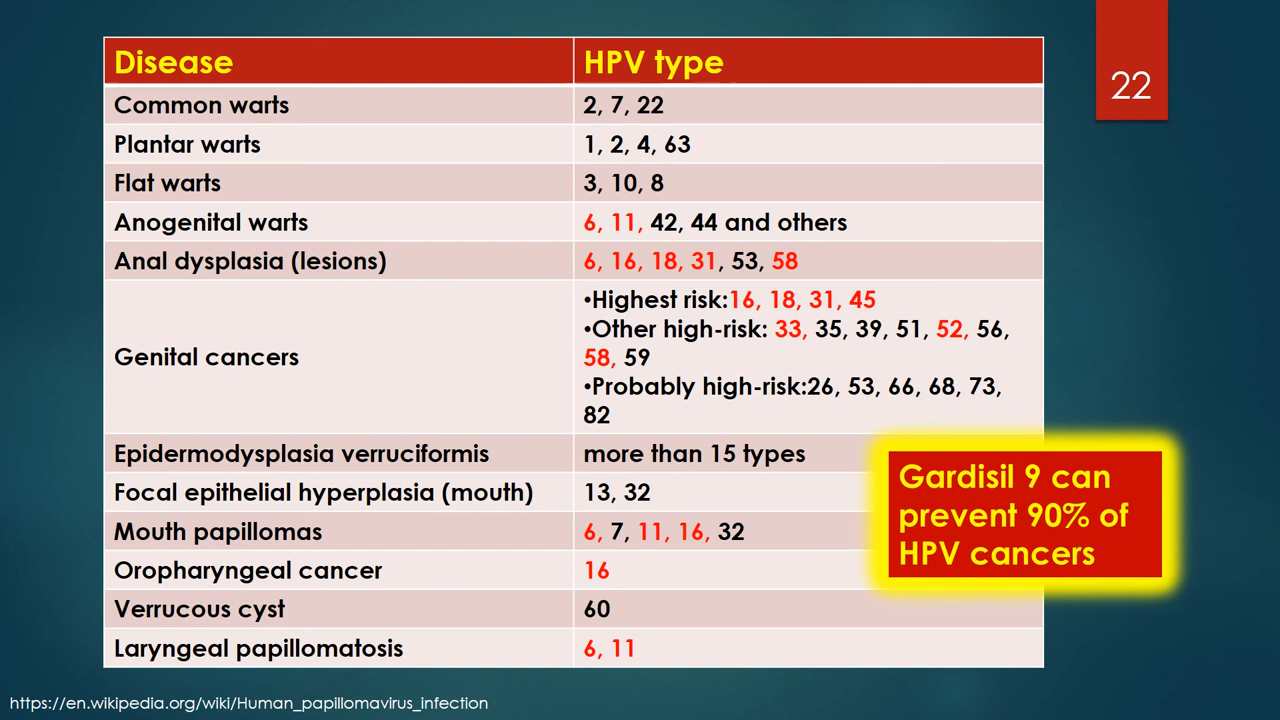 22
Disease HPV type
Common warts 2, 7, 22
Plantar warts 1, 2, 4, 63
Flat warts 3, 10, 8
Anogenital warts 6, 11, 42, 44 and others
Anal dysplasia (lesions) 6, 16, 18, 31, 53, 58
Genital cancers
•Highest risk:16, 18, 31, 45
•Other high-risk: 33, 35, 39, 51, 52, 56,
58, 59
•Probably high-risk:26, 53, 66, 68, 73,
82
Epidermodysplasia verruciformis more than 15 types
Focal epithelial hyperplasia (mouth) 13, 32
Mouth papillomas 6, 7, 11, 16, 32
Oropharyngeal cancer 16
Verrucous cyst 60
Laryngeal papillomatosis 6, 11
Gardisil 9 can
prevent 90% of
HPV cancers
https://en.wikipedia.org/wiki/Human_papillomavirus_infection